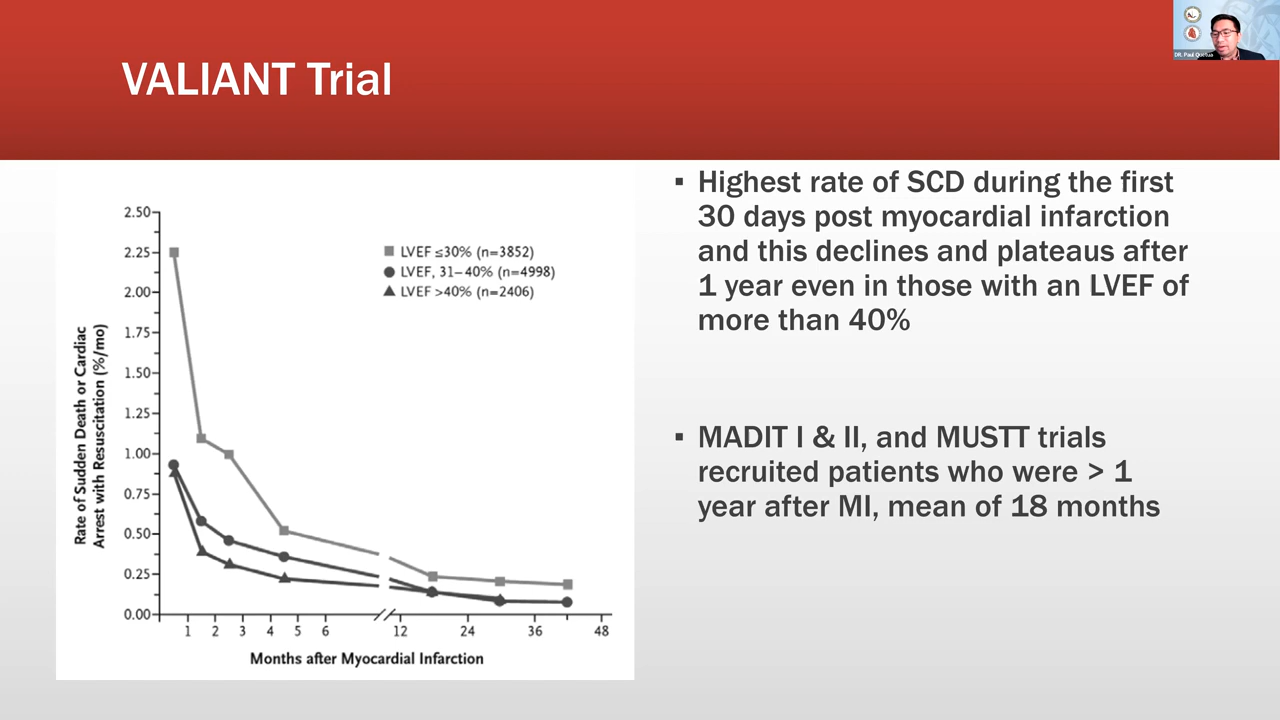 VALIANT Trial
DR. Paul Quetua
2.50
2.25
2.00
1.75
1.50
1.25
1.00
0.75
0.50
0.25
0.00
Rate of Sudden Death or Cardiac
Arrest with Resuscitation (%/mo)
LVEF ≤30% (n=3852)
LVEF, 31–40% (n=4998)
LVEF >40% (n=2406)
1 2 3 4 5 6 12 24 36 48
Months after Myocardial Infarction
▪ Highest rate of SCD during the first
30 days post myocardial infarction
and this declines and plateaus after
1 year even in those with an LVEF of
more than 40%
▪ MADIT I & II, and MUSTT trials
recruited patients who were > 1
year after MI, mean of 18 months